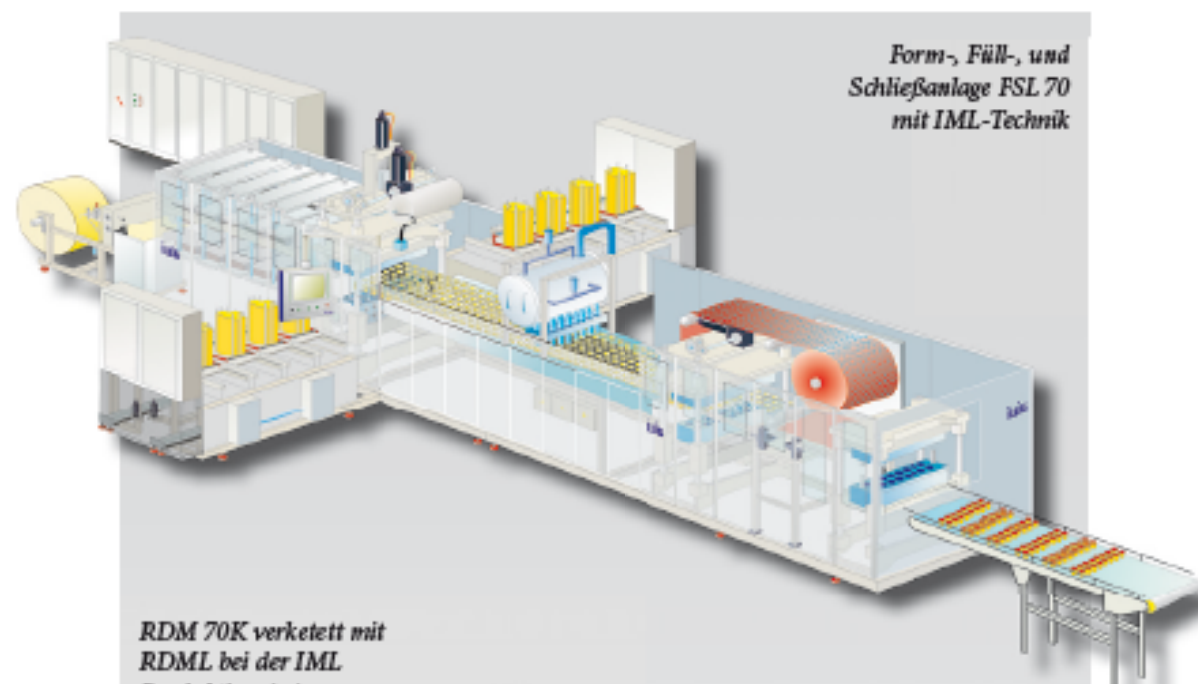 Form-, Füll-, und
Schließanlage FSL 70
mit IML-Technik
RDM 70K verkettet mit
RDML bei der IML